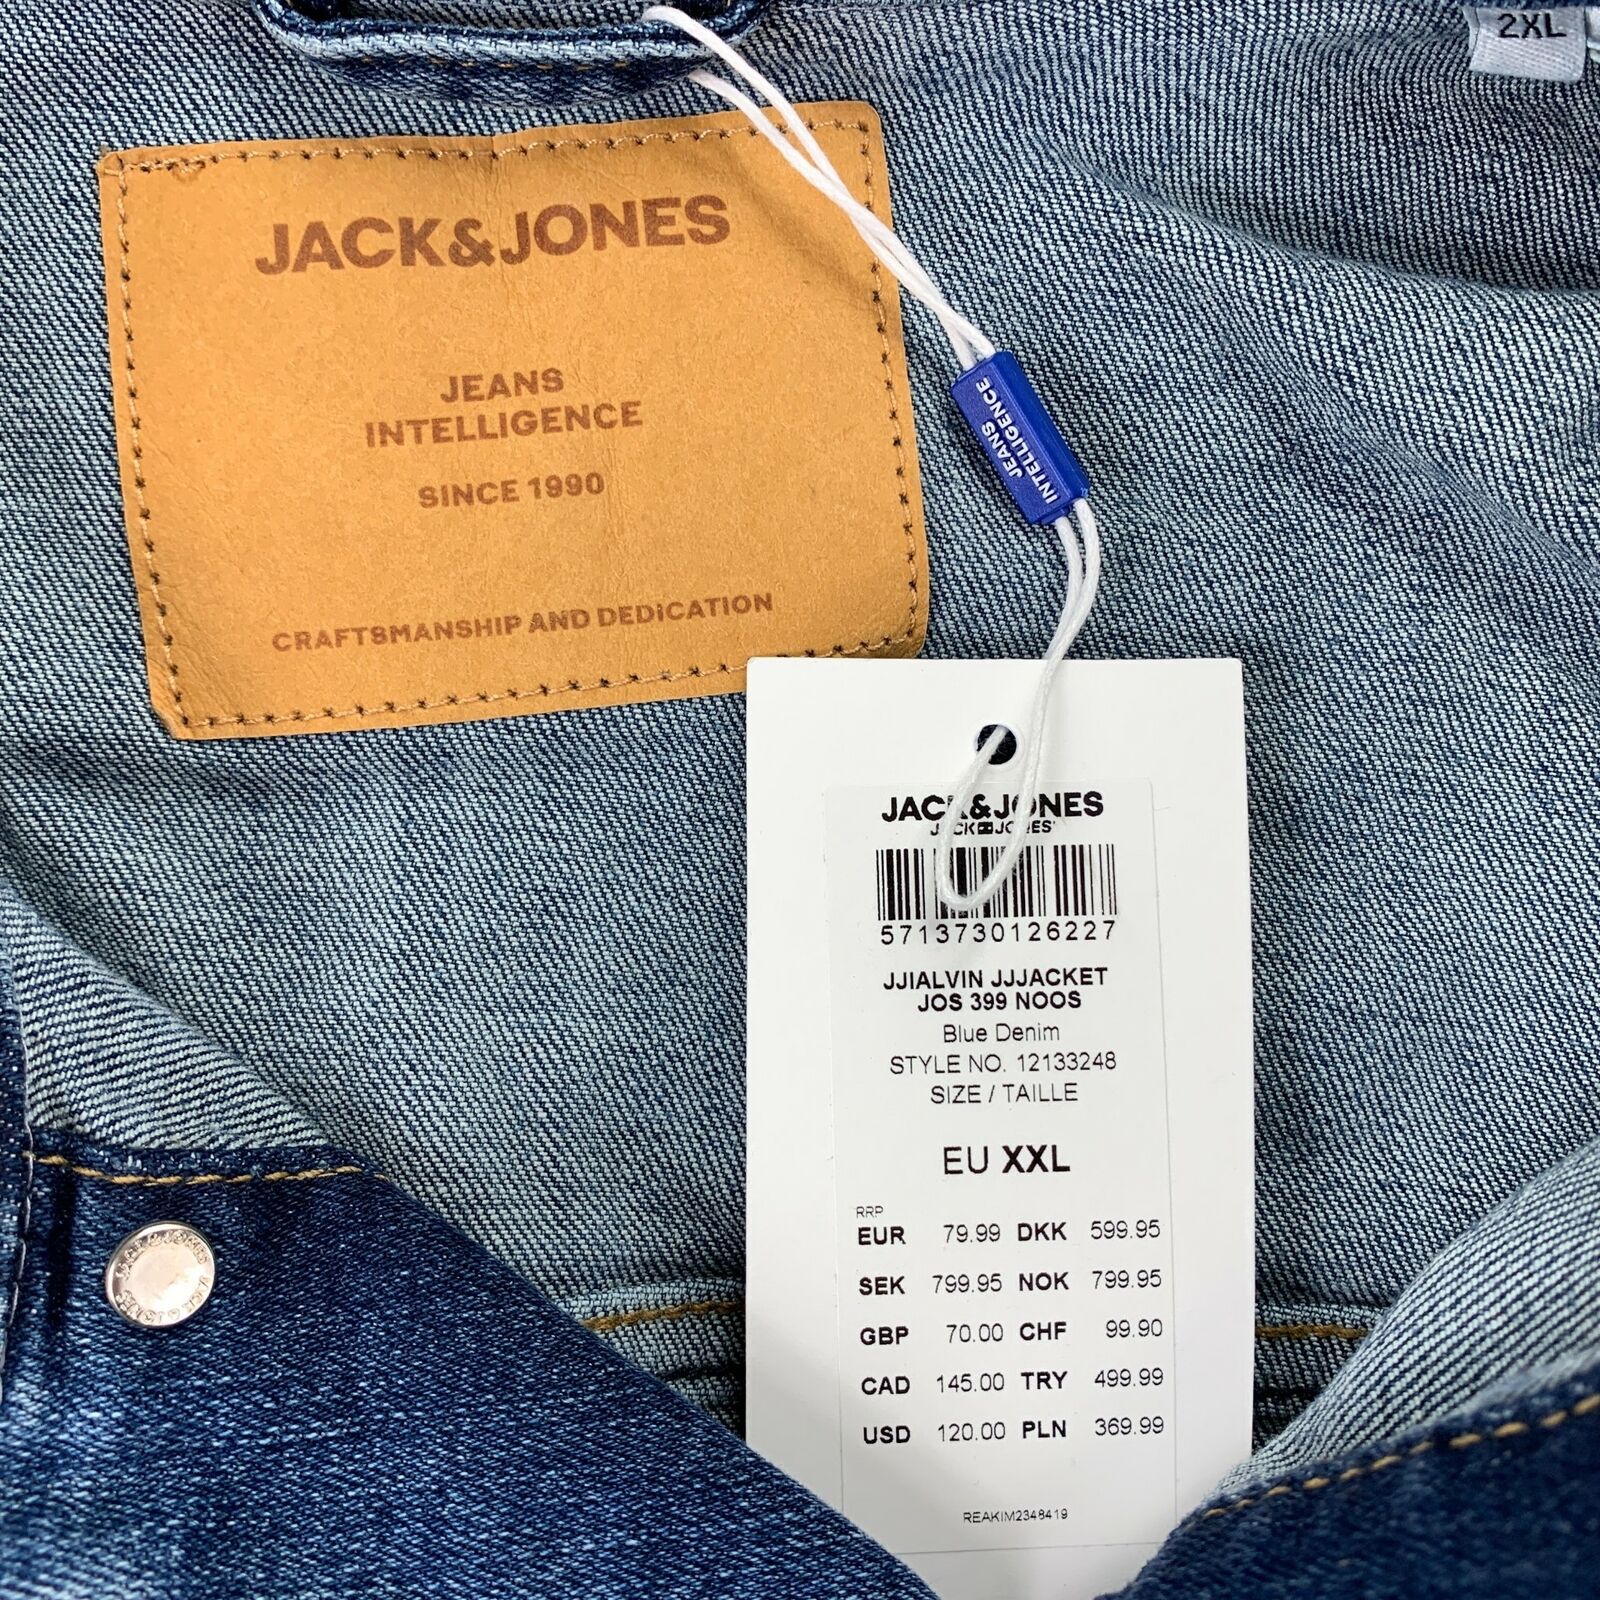 2XL
JACK&JONES
JEANS
INTELLIGENCE
SINCE 1990
CRAFTSMANSHIP AND DEDICATION
JEANS
INTELLIGENCE
JACK&JONES
JACK JONES
5713730126227
JJIALVIN JJJACKET
JOS 399 NOOS
Blue Denim
STYLE NO. 12133248
SIZE / TAILLE
EU XXL
RRP
EUR 79.99 DKK 599.95
SEK 799.95 NOK 799.95
GBP 70.00 CHF 99.90
CAD 145.00 TRY 499.99
USD 120.00 PLN 369.99
REAKIM2348419
JACK & JONES